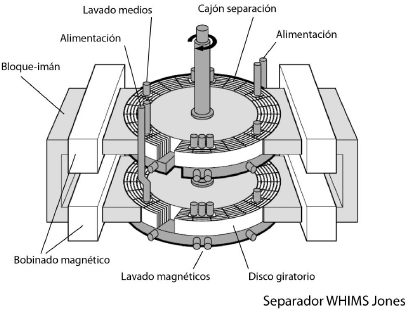 Lavado medios
Cajón separación
Alimentación
Alimentación
Bloque-imán
Bobinado magnético
Disco giratorio
Lavado magnéticos
Separador WHIMS Jones